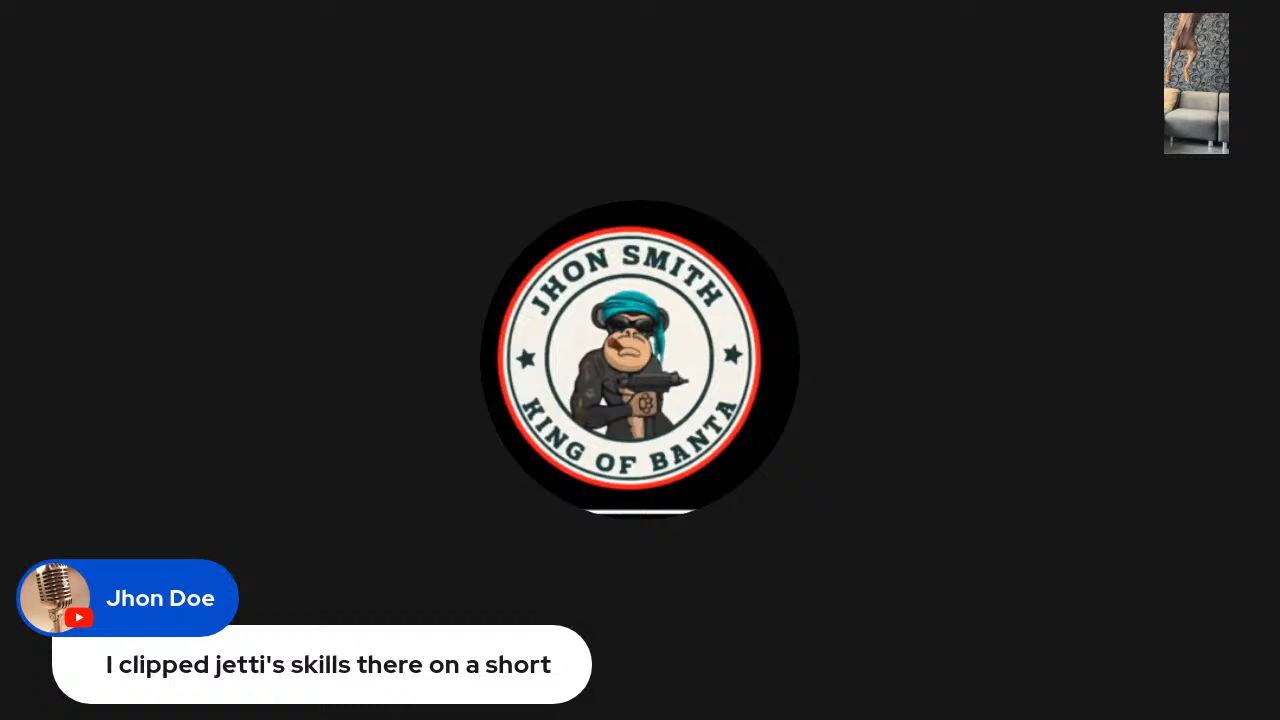 JHON SMITH
KING OF BANTA
Jhon Doe
I clipped jetti's skills there on a short